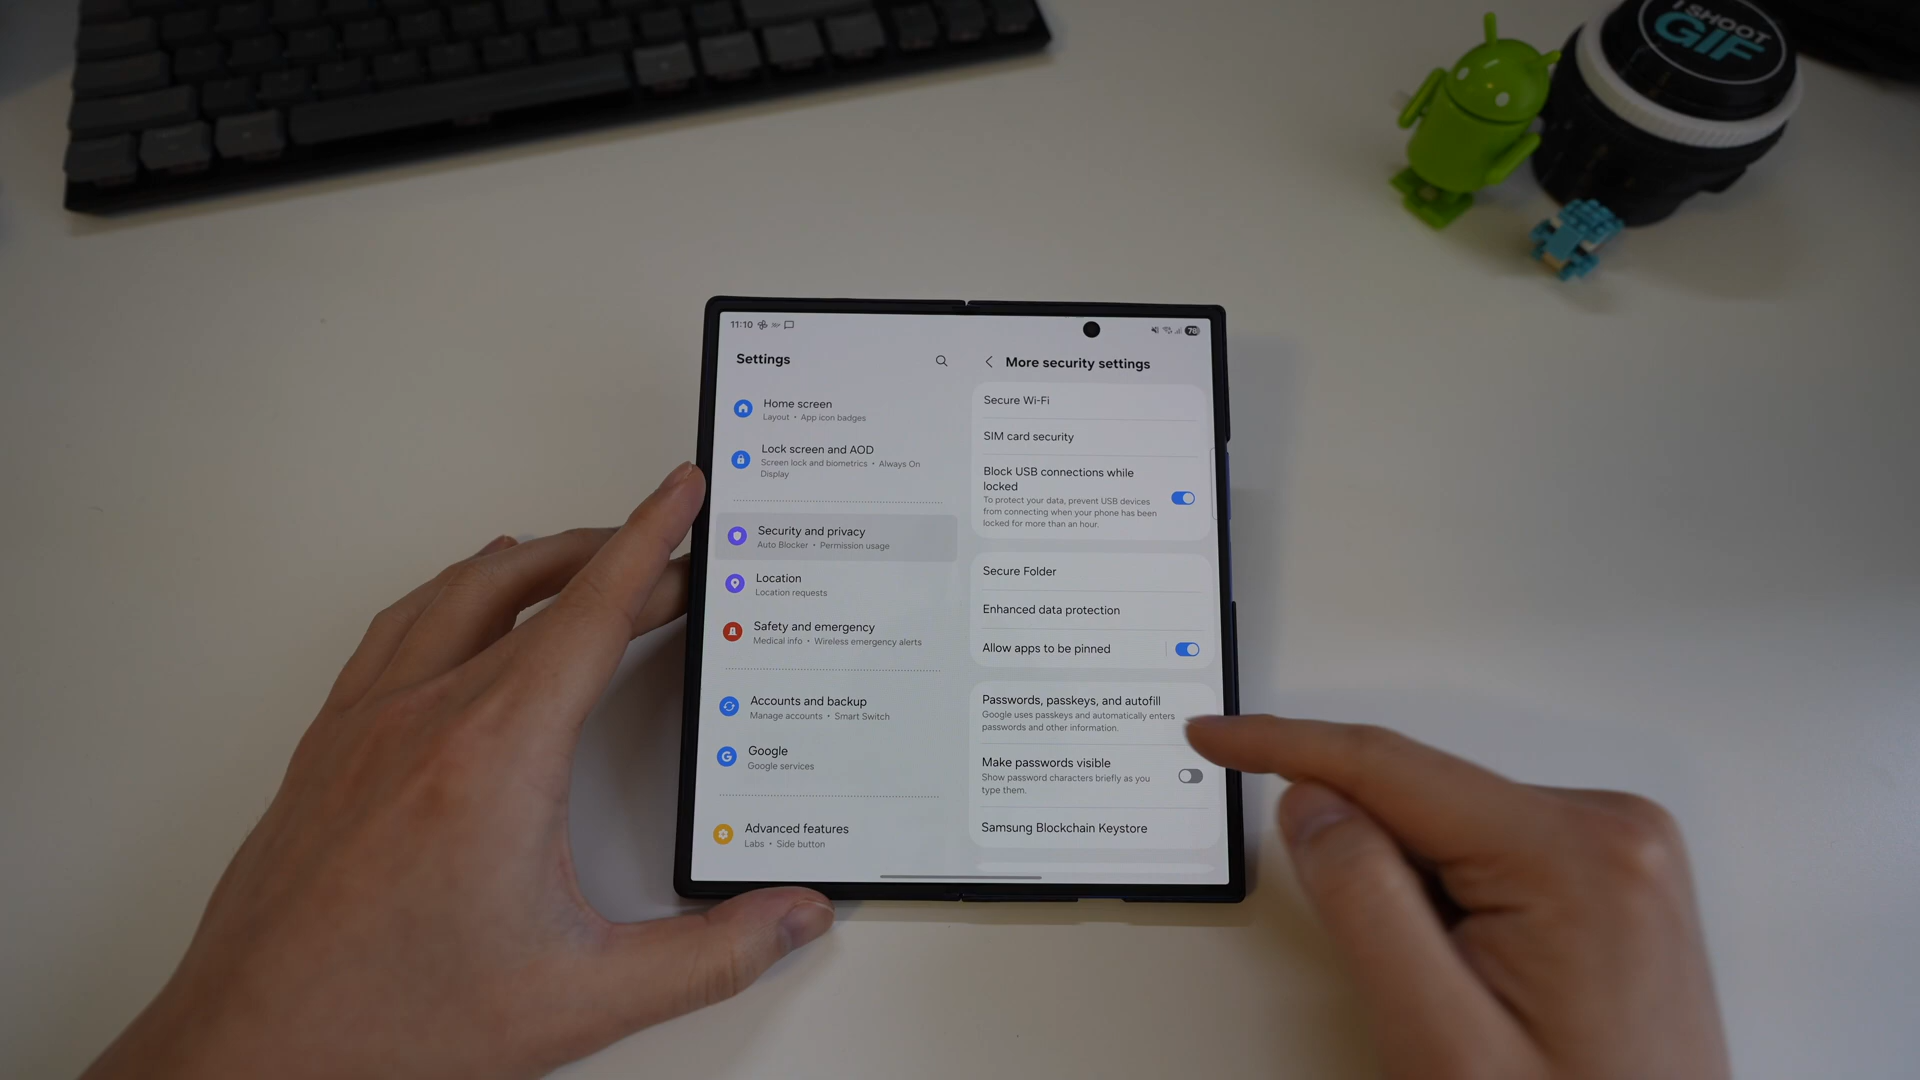 I SHOOT
GIF
11:10
78
Settings
Home screen
Layout • App icon badges
Lock screen and AOD
Screen lock and biometrics • Always On
Display
Security and privacy
Auto Blocker • Permission usage
Location
Location requests
Safety and emergency
Medical info • Wireless emergency alerts
Accounts and backup
Manage accounts • Smart Switch
Google
Google services
Advanced features
Labs • Side button
More security settings
Secure Wi-Fi
SIM card security
Block USB connections while
locked
To protect your data, prevent USB devices
from connecting when your phone has been
locked for more than an hour.
Secure Folder
Enhanced data protection
Allow apps to be pinned
Passwords, passkeys, and autofill
Google uses passkeys and automatically enters
passwords and other information.
Make passwords visible
Show password characters briefly as you
type them.
Samsung Blockchain Keystore